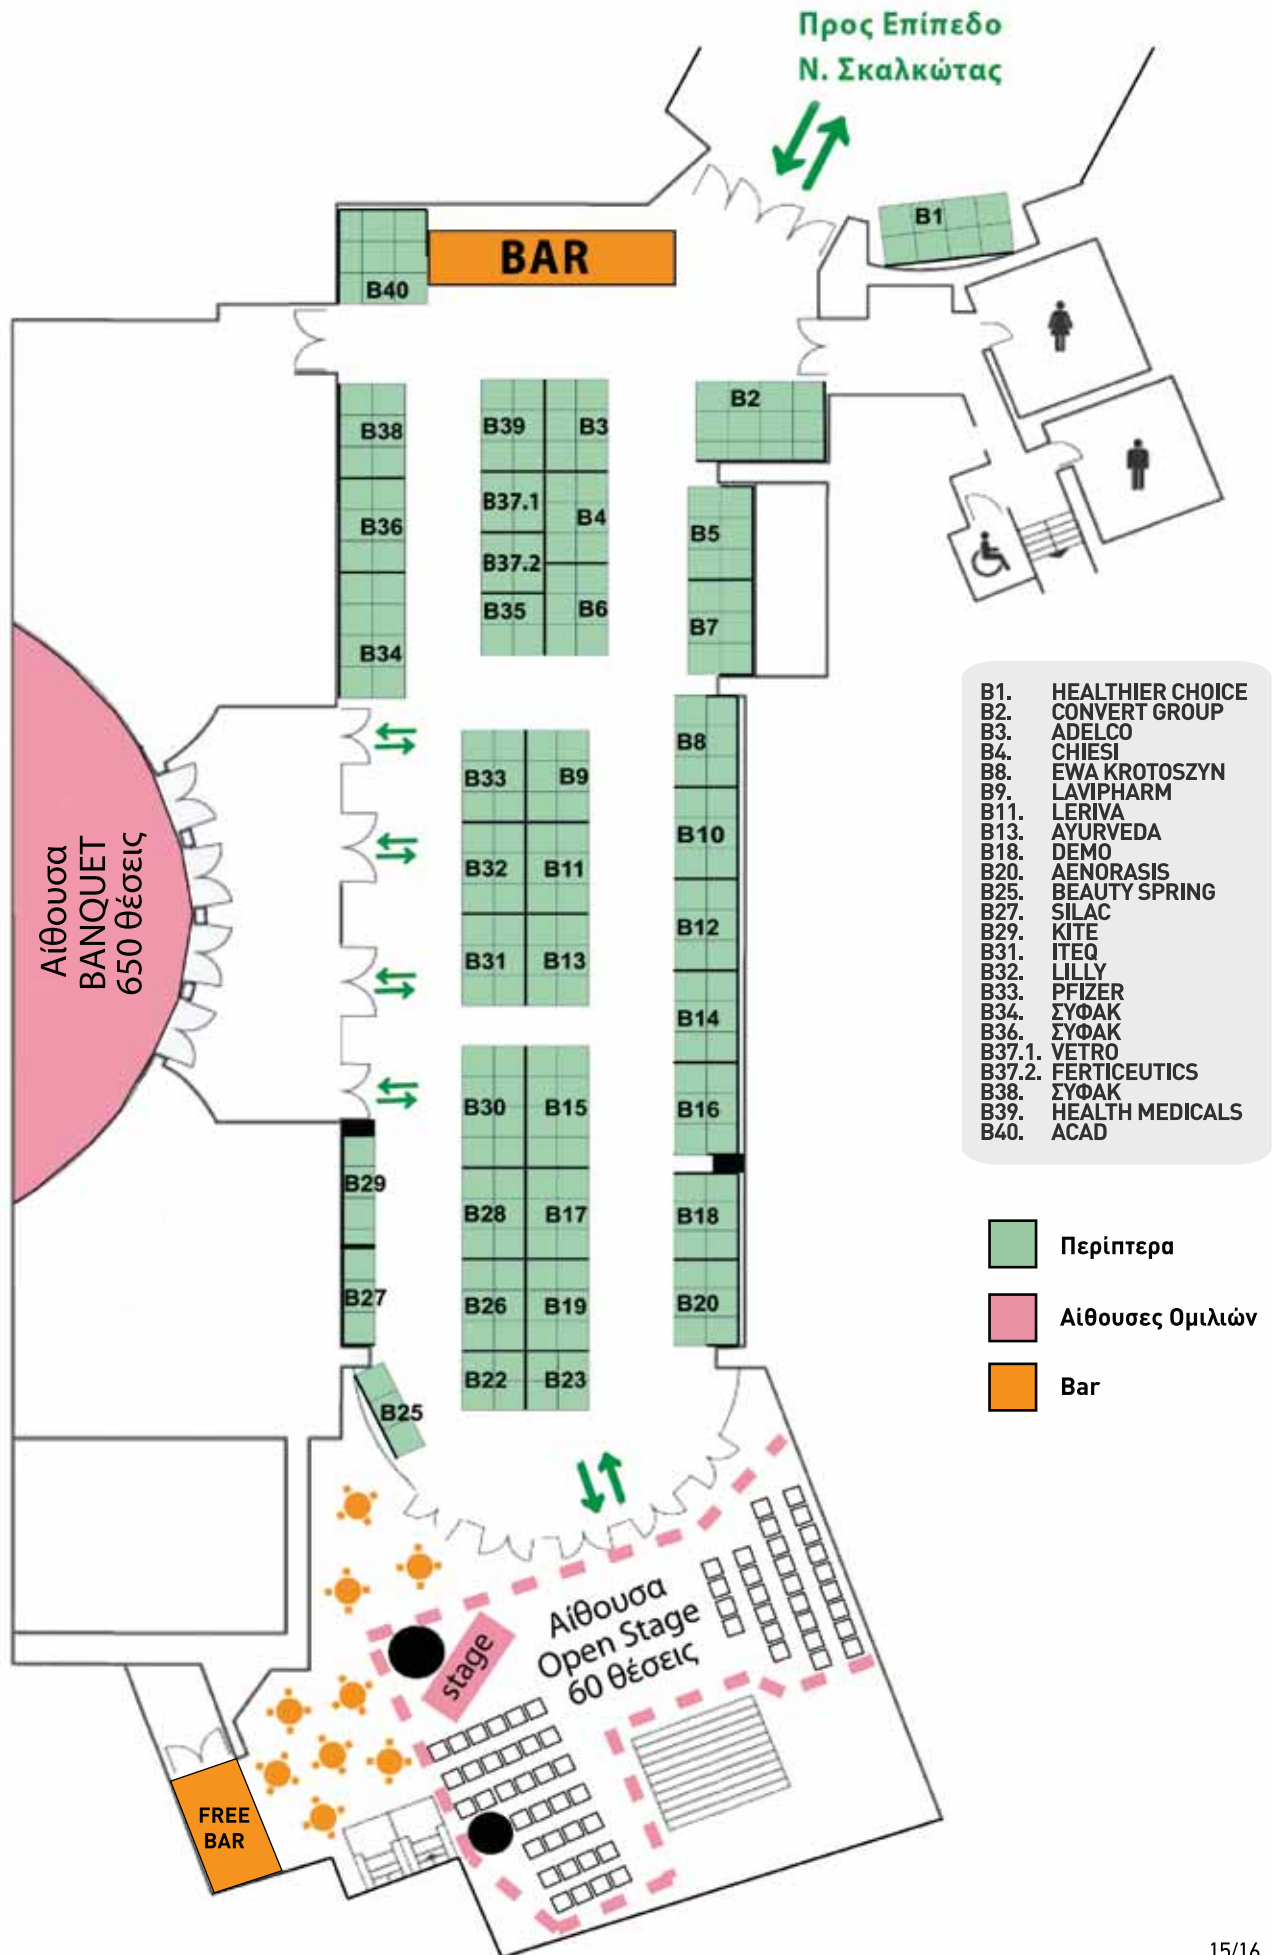 Προς Επίπεδο
Ν. Σκαλκώτας
B1
BAR
B40
B2
B39
B3
B38
B37.1
B4
B36
B5
B37.2
B35
B6
B7
B34
B8
B33
B9
B10
B32
B11
B12
B31
B13
B14
B30
B15
B16
B29
B28
B17
B18
B27
B26
B19
B20
B22
B23
B25
Αίθουσα
BANQUET
650 θέσεις
B1. HEALTHIER CHOICE
B2. CONVERT GROUP
B3. ADELCO
B4. CHIESI
B8. EWA KROTOSZYN
B9. LAVIPHARM
B11. LERIVA
B13. AYURVEDA
B18. DEMO
B20. AENORASIS
B25. BEAUTY SPRING
B27. SILAC
B29. KITE
B31. ITEQ
B32. LILLY
B33. PFIZER
B34. ΣΥΦΑΚ
B36. ΣΥΦΑΚ
B37.1. VETRO
B37.2. FERTICEUTICS
B38. ΣΥΦΑΚ
B39. HEALTH MEDICALS
B40. ACAD
Περίπτερα
Αίθουσες Ομιλιών
Bar
Αίθουσα
Open Stage
60 θέσεις
stage
FREE
BAR
15/16